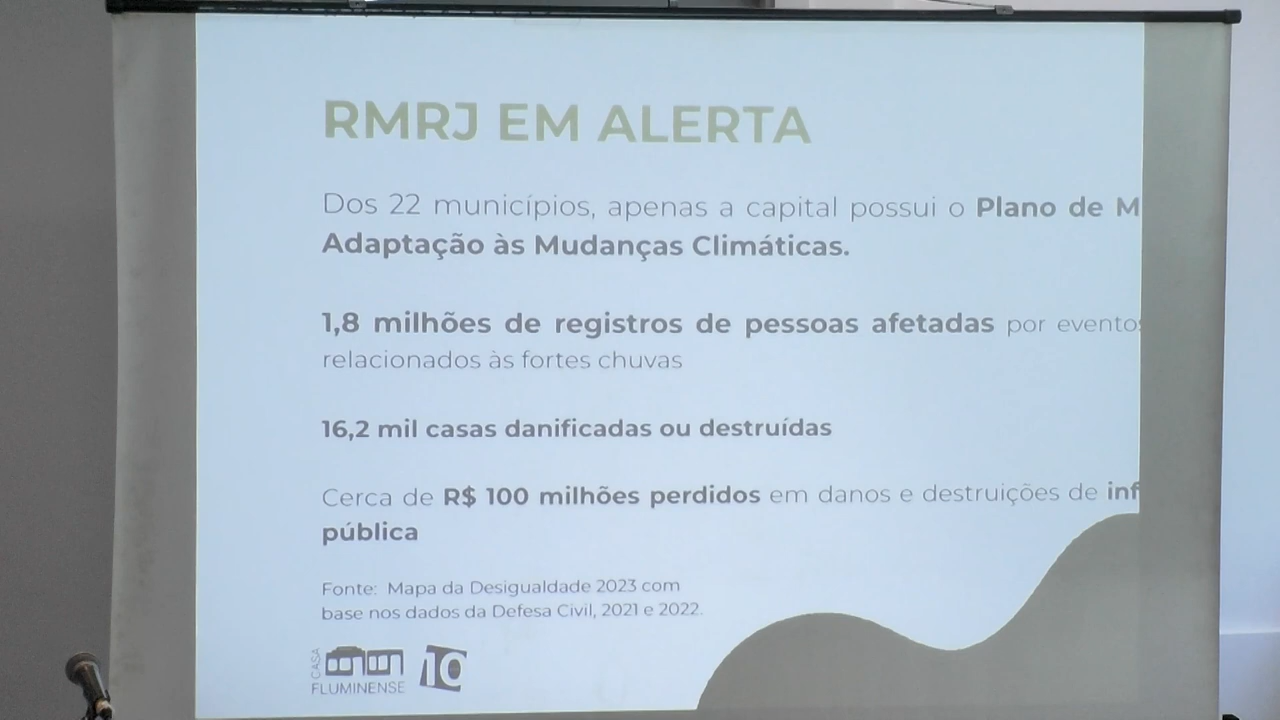 RMRJ EM ALERTA
Dos 22 municípios, apenas a capital possui o Plano de M
Adaptação às Mudanças Climáticas.
1,8 milhões de registros de pessoas afetadas por eventos
relacionados às fortes chuvas
16,2 mil casas danificadas ou destruídas
Cerca de R$ 100 milhões perdidos em danos e destruições de inf
pública
Fonte: Mapa da Desigualdade 2023 com
base nos dados da Defesa Civil, 2021 e 2022.
CASA
FLUMINENSE
10